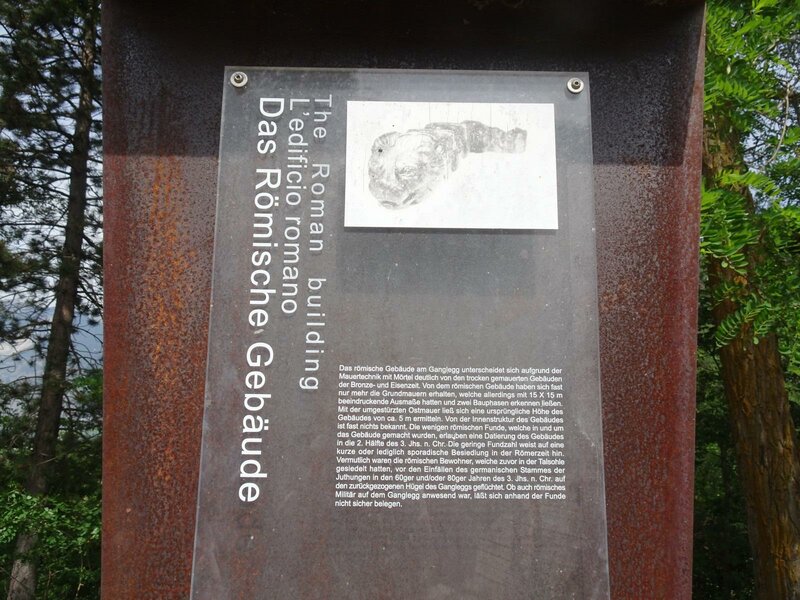 The Roman building
L'edificio romano
Das Römische Gebäude
Das römische Gebäude am Ganglegg unterscheidet sich aufgrund der
Mauertechnik mit Mörtel deutlich von den trocken gemauerten Gebäuden
der Bronze- und Eisenzeit. Von dem römischen Gebäude haben sich fast
nur mehr die Grundmauern erhalten, welche allerdings mit 15 X 15 m
beeindruckende Ausmaße hatten und zwei Bauphasen erkennen ließen.
Mit der umgestürzten Ostmauer ließ sich eine ursprüngliche Höhe des
Gebäudes von ca. 5 m ermitteln. Von der Innenstruktur des Gebäudes
ist fast nichts bekannt. Die wenigen römischen Funde, welche in und um
das Gebäude gemacht wurden, erlauben eine Datierung des Gebäudes
in die 2. Hälfte des 3. Jhs. n. Chr. Die geringe Fundzahl weist auf eine
kurze oder lediglich sporadische Besiedlung in der Römerzeit hin.
Vermutlich waren die römischen Bewohner, welche zuvor in der Talsohle
gesiedelt hatten, vor den Einfällen des germanischen Stammes der
Juthungen in den 60ger und/oder 80ger Jahren des 3. Jhs. n. Chr. auf
den zurückgezogenen Hügel des Gangleggs geflüchtet. Ob auch römisches
Militär auf dem Ganglegg anwesend war, läßt sich anhand der Funde
nicht sicher belegen.